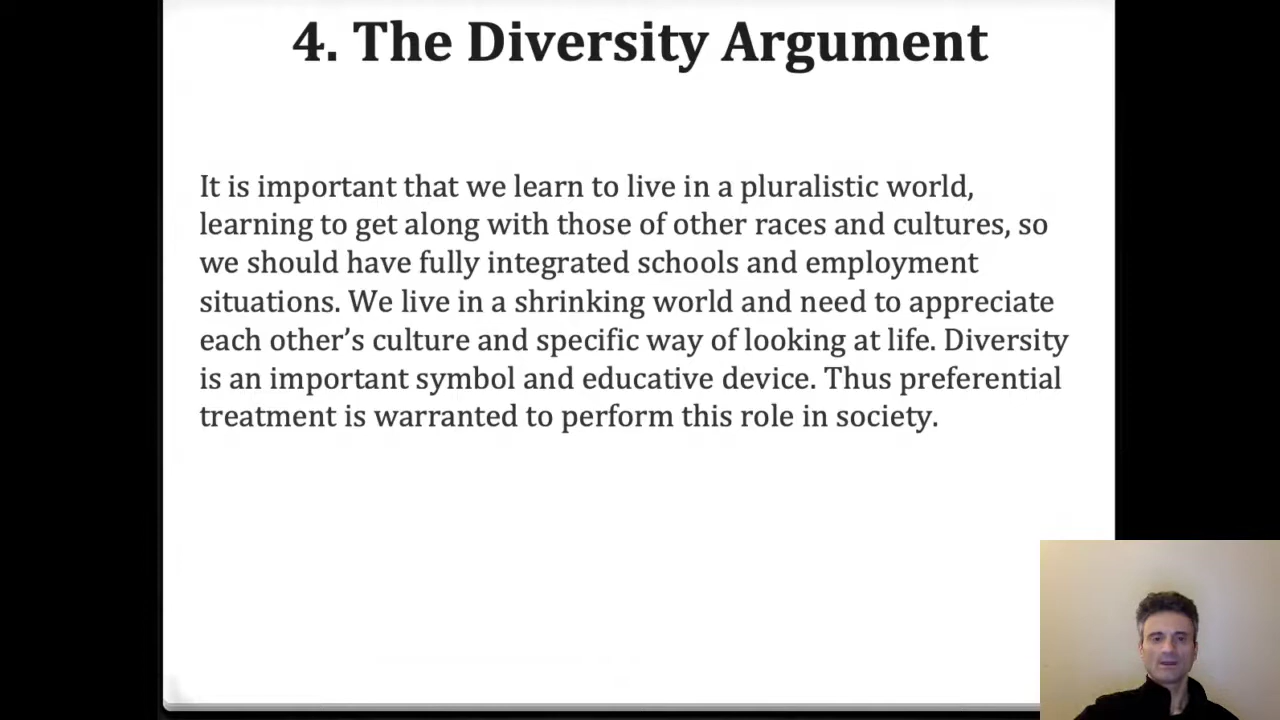 4. The Diversity Argument
It is important that we learn to live in a pluralistic world,
learning to get along with those of other races and cultures, so
we should have fully integrated schools and employment
situations. We live in a shrinking world and need to appreciate
each other’s culture and specific way of looking at life. Diversity
is an important symbol and educative device. Thus preferential
treatment is warranted to perform this role in society.